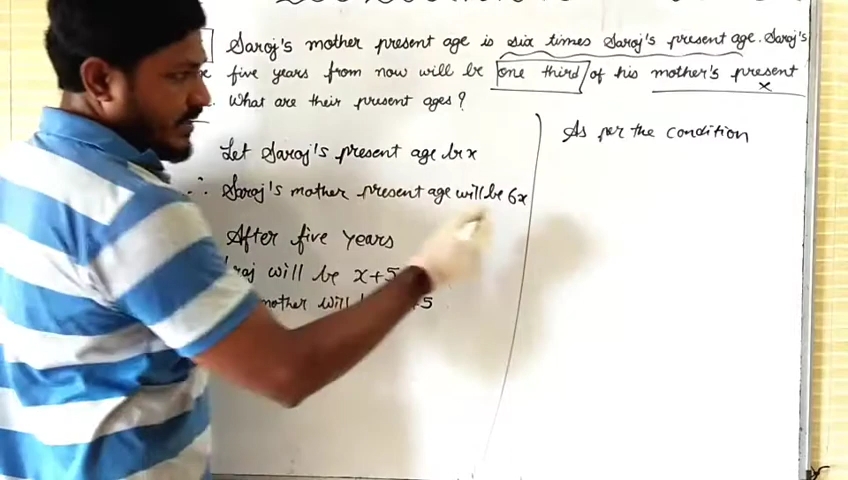 Saroj's mother present age is six times Saroj's present age. Saroj's
five years from now will be one third of his mother's present
x
What are their present ages?
Let Saroj's present age be x
∴ Saroj's mother present age will be 6x
After five years
will be x+5
mother will +5
As per the condition